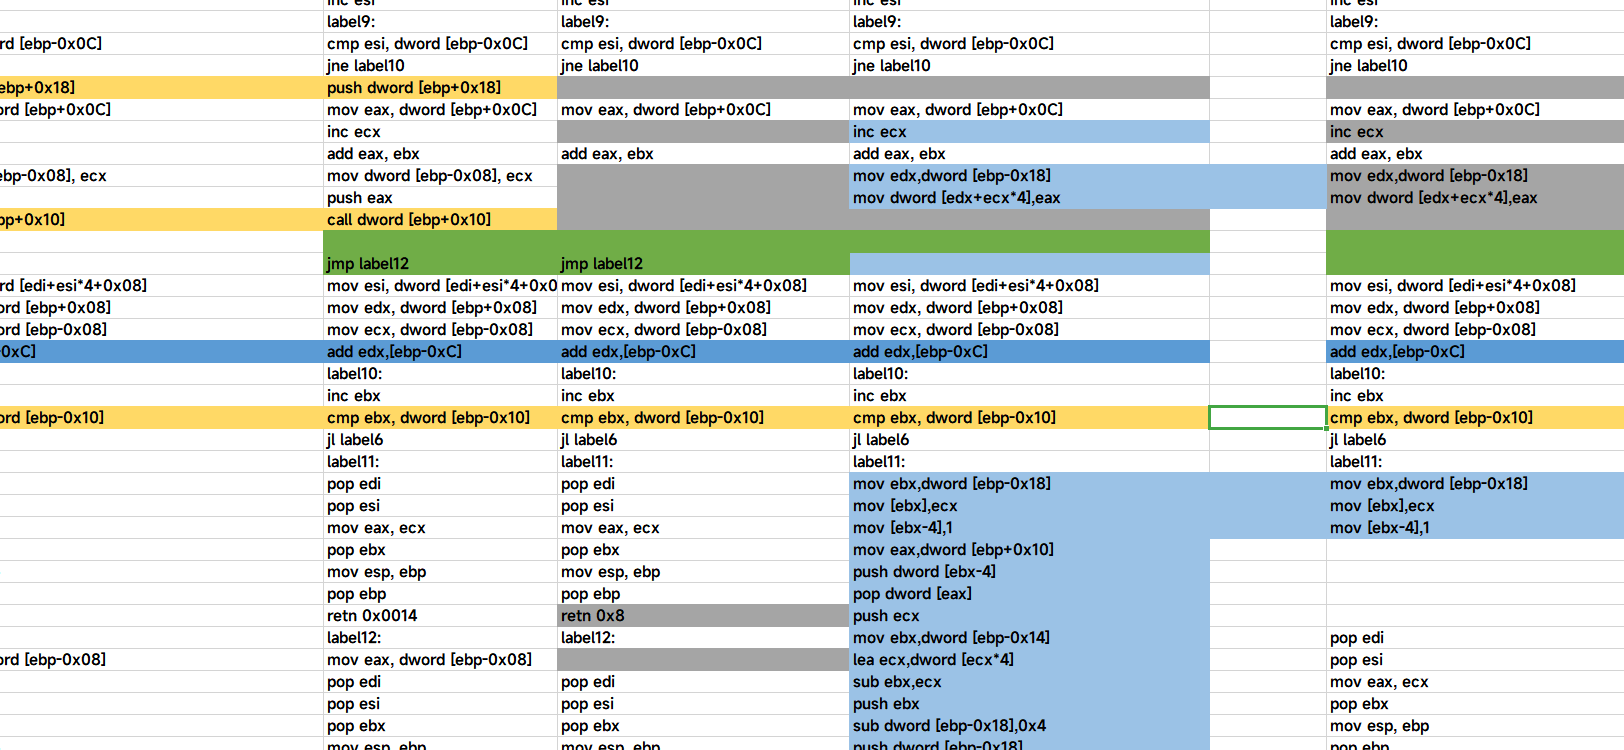 inc esi inc esi inc esi inc esi
label9: label9: label9: label9:
rd [ebp-0x0C] cmp esi, dword [ebp-0x0C] cmp esi, dword [ebp-0x0C] cmp esi, dword [ebp-0x0C] cmp esi, dword [ebp-0x0C]
jne label10 jne label10 jne label10 jne label10
ebp+0x18] push dword [ebp+0x18]
rd [ebp+0x0C] mov eax, dword [ebp+0x0C] mov eax, dword [ebp+0x0C] mov eax, dword [ebp+0x0C] mov eax, dword [ebp+0x0C]
inc ecx inc ecx inc ecx
add eax, ebx add eax, ebx add eax, ebx add eax, ebx
ebp-0x08], ecx mov dword [ebp-0x08], ecx mov edx,dword [ebp-0x18] mov edx,dword [ebp-0x18]
push eax mov dword [edx+ecx*4],eax mov dword [edx+ecx*4],eax
bp+0x10] call dword [ebp+0x10]
jmp label12 jmp label12
rd [edi+esi*4+0x08] mov esi, dword [edi+esi*4+0x0 mov esi, dword [edi+esi*4+0x08] mov esi, dword [edi+esi*4+0x08] mov esi, dword [edi+esi*4+0x08]
ord [ebp+0x08] mov edx, dword [ebp+0x08] mov edx, dword [ebp+0x08] mov edx, dword [ebp+0x08] mov edx, dword [ebp+0x08]
ord [ebp-0x08] mov ecx, dword [ebp-0x08] mov ecx, dword [ebp-0x08] mov ecx, dword [ebp-0x08] mov ecx, dword [ebp-0x08]
-0xC] add edx,[ebp-0xC] add edx,[ebp-0xC] add edx,[ebp-0xC] add edx,[ebp-0xC]
label10: label10: label10: label10:
inc ebx inc ebx inc ebx inc ebx
ord [ebp-0x10] cmp ebx, dword [ebp-0x10] cmp ebx, dword [ebp-0x10] cmp ebx, dword [ebp-0x10] cmp ebx, dword [ebp-0x10]
jl label6 jl label6 jl label6 jl label6
label11: label11: label11: label11:
pop edi pop edi mov ebx,dword [ebp-0x18] mov ebx,dword [ebp-0x18]
pop esi pop esi mov [ebx],ecx mov [ebx],ecx
mov eax, ecx mov eax, ecx mov [ebx-4],1 mov [ebx-4],1
pop ebx pop ebx mov eax,dword [ebp+0x10]
mov esp, ebp mov esp, ebp push dword [ebx-4]
pop ebp pop ebp pop dword [eax]
retn 0x0014 retn 0x8 push ecx
label12: label12: mov ebx,dword [ebp-0x14] pop edi
ord [ebp-0x08] mov eax, dword [ebp-0x08] lea ecx,dword [ecx*4] pop esi
pop edi pop edi sub ebx,ecx mov eax, ecx
pop esi pop esi push ebx pop ebx
pop ebx pop ebx sub dword [ebp-0x18],0x4 mov esp, ebp
mov esp, ebp mov esp, ebp push dword [ebp-0x18] pop ebp